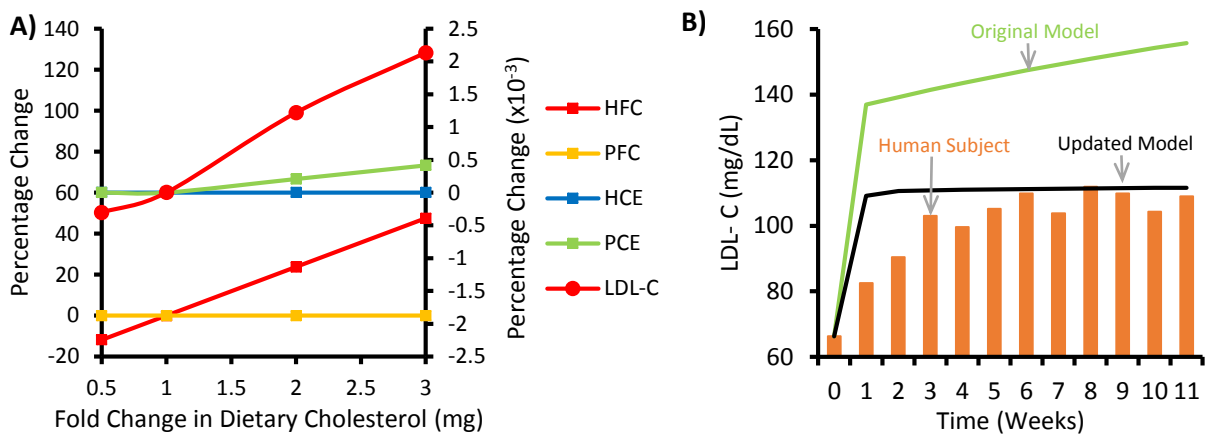 A)
140
120
100
80
60
40
20
0
-20
Percentage Change
2.5
2
1.5
1
0.5
0
-0.5
-1
-1.5
-2
-2.5
Percentage Change (x10-3)
0.5 1 1.5 2 2.5 3
Fold Change in Dietary Cholesterol (mg)
HFC
PFC
HCE
PCE
LDL-C
B)
160
140
120
100
80
60
LDL- C (mg/dL)
Original Model
Human Subject
Updated Model
0 1 2 3 4 5 6 7 8 9 10 11
Time (Weeks)